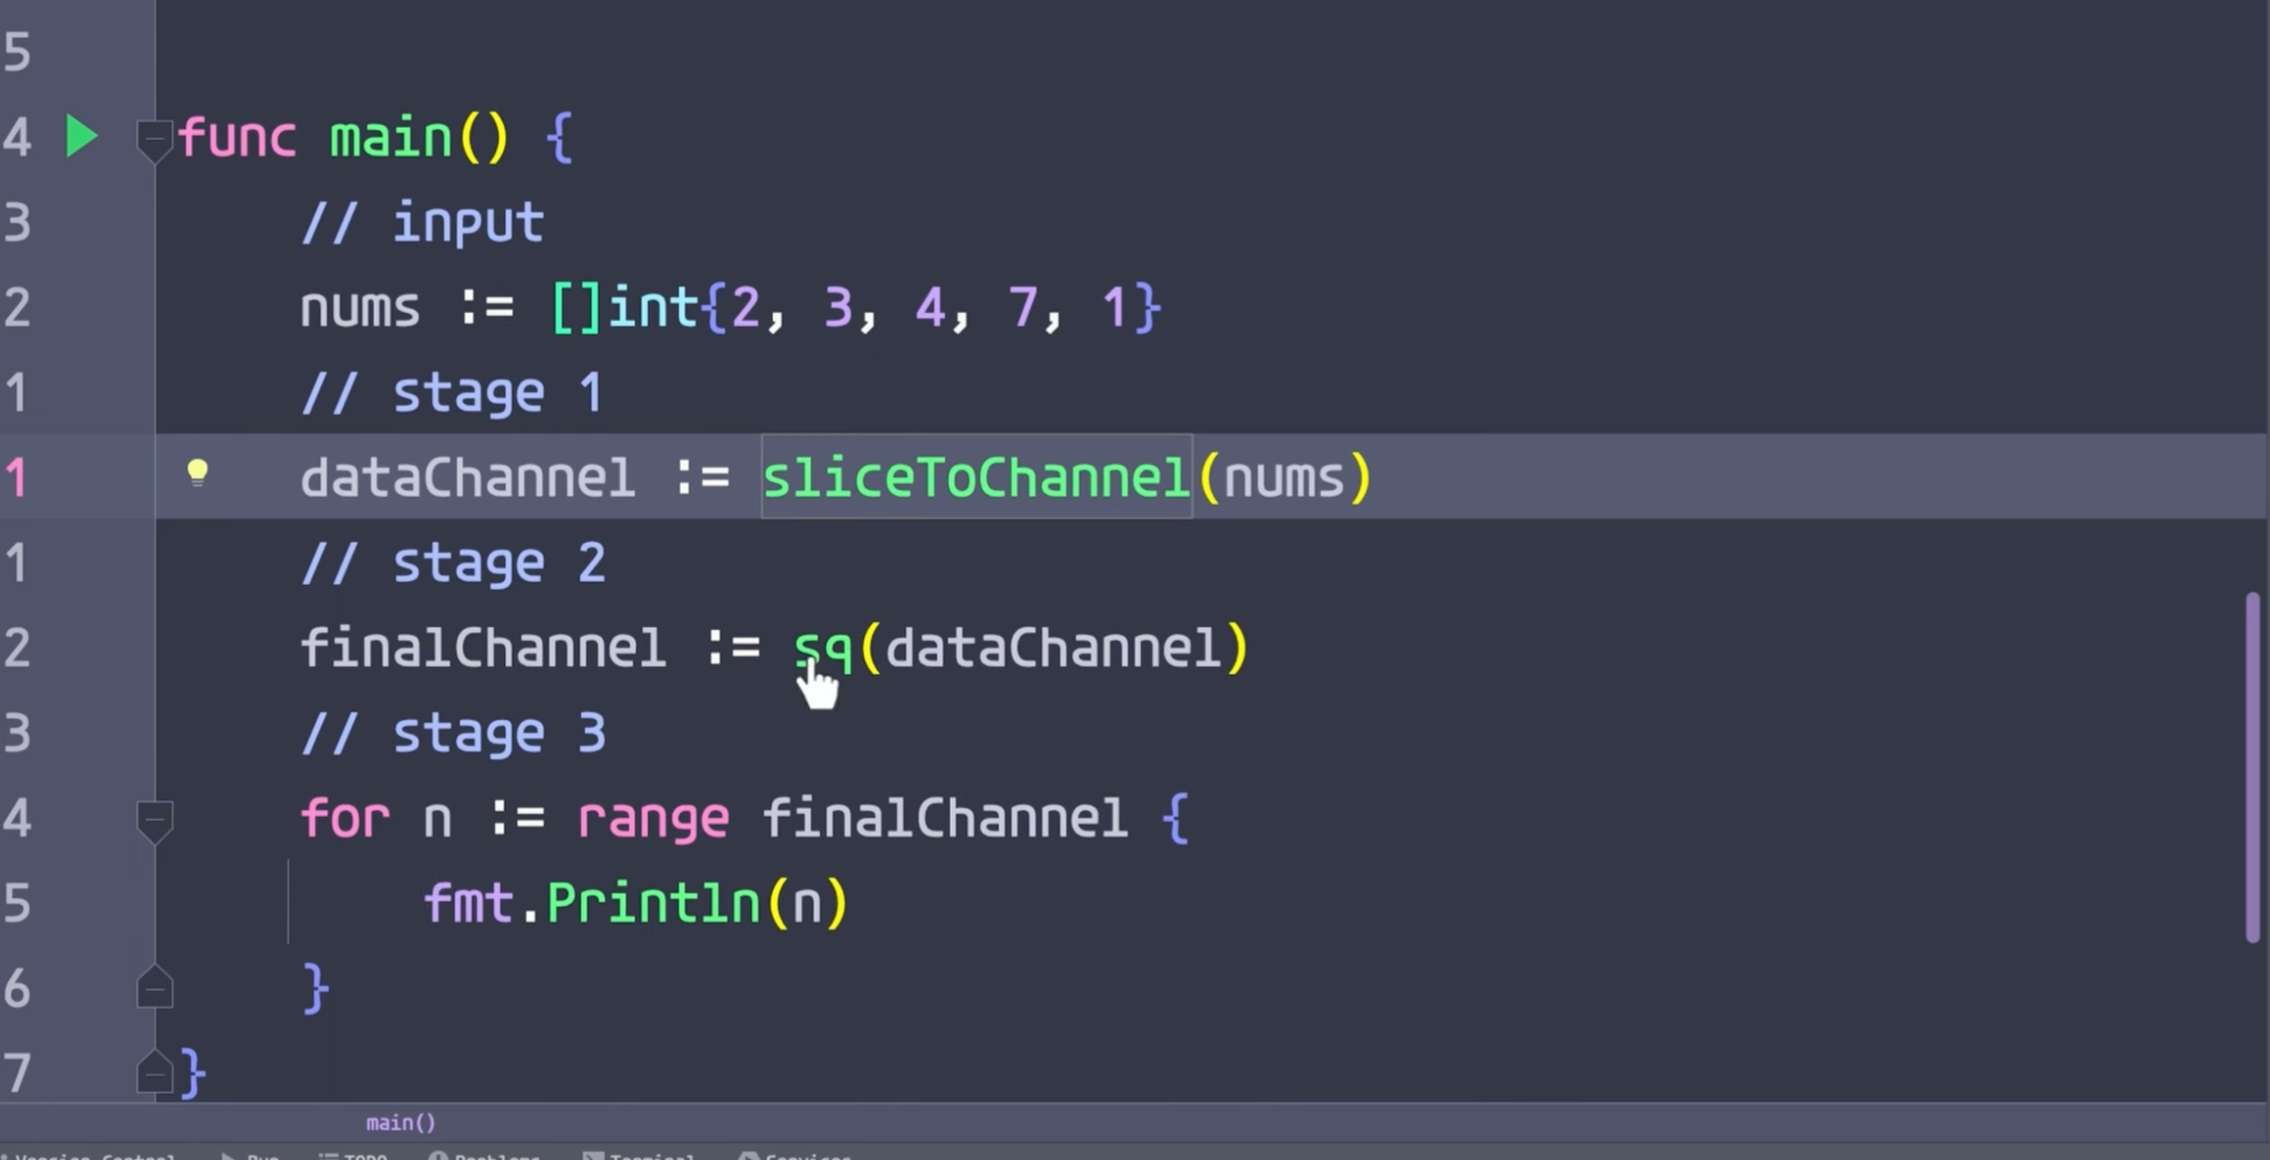 5
4 func main() {
3 // input
2 nums := []int{2, 3, 4, 7, 1}
1 // stage 1
1 dataChannel := sliceToChannel(nums)
1 // stage 2
2 finalChannel := sq(dataChannel)
3 // stage 3
4 for n := range finalChannel {
5 fmt.Println(n)
6 }
7 }
main()
Version Control Run TODO Problems Terminal Services